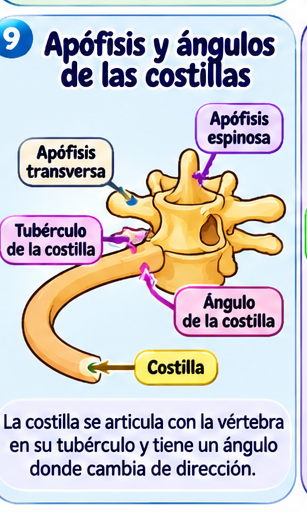 9
Apófisis y ángulos
de las costillas
Apófisis
espinosa
Apófisis
transversa
Tubérculo
de la costilla
Ángulo
de la costilla
Costilla
La costilla se articula con la vértebra
en su tubérculo y tiene un ángulo
donde cambia de dirección.